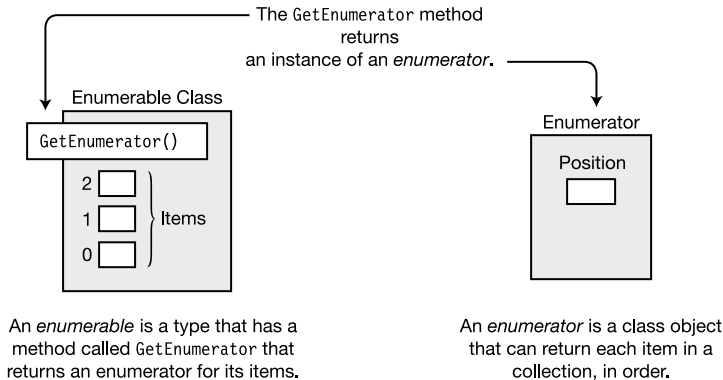 The GetEnumerator method
returns
an instance of an enumerator.
Enumerable Class
GetEnumerator()
2
1
Items
0
Enumerator
Position
An enumerable is a type that has a
method called GetEnumerator that
returns an enumerator for its items.
An enumerator is a class object
that can return each item in a
collection, in order.